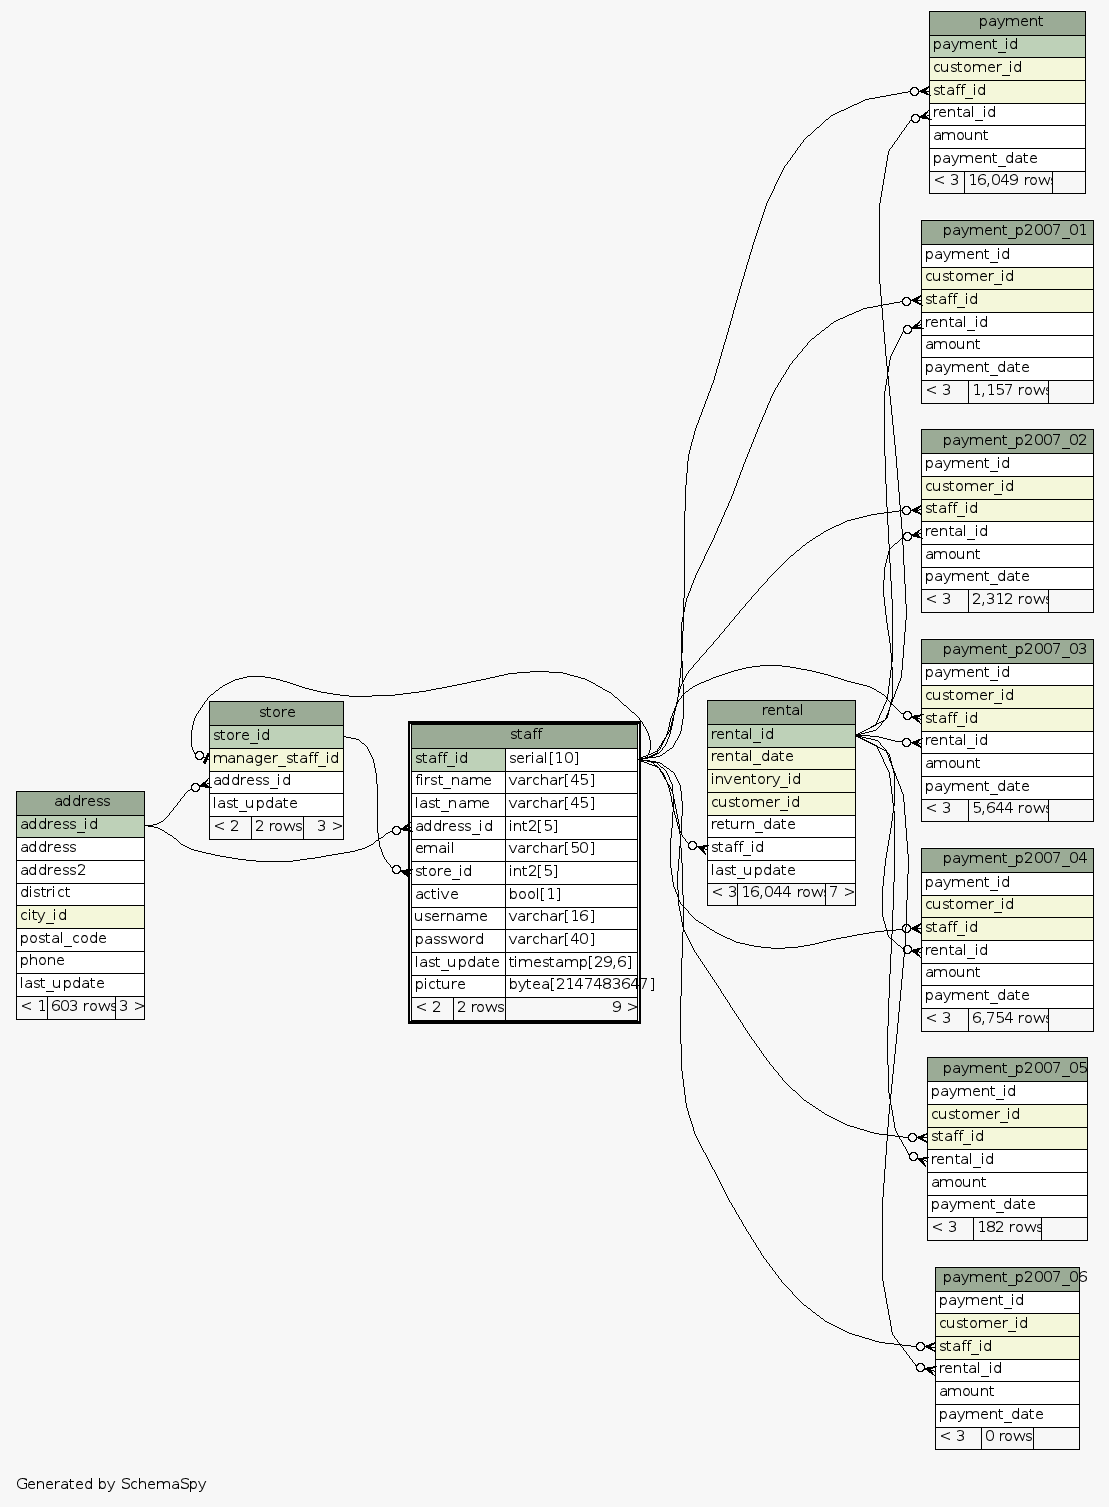 payment
payment_id
customer_id
staff_id
rental_id
amount
payment_date
< 3 16,049 rows
payment_p2007_01
payment_id
customer_id
staff_id
rental_id
amount
payment_date
< 3 1,157 rows
payment_p2007_02
payment_id
customer_id
staff_id
rental_id
amount
payment_date
< 3 2,312 rows
payment_p2007_03
payment_id
customer_id
staff_id
rental_id
amount
payment_date
< 3 5,644 rows
store
store_id
manager_staff_id
address_id
last_update
< 2 2 rows 3 >
staff
staff_id serial[10]
first_name varchar[45]
last_name varchar[45]
address_id int2[5]
email varchar[50]
store_id int2[5]
active bool[1]
username varchar[16]
password varchar[40]
last_update timestamp[29,6]
picture bytea[2147483647]
< 2 2 rows 9 >
rental
rental_id
rental_date
inventory_id
customer_id
return_date
staff_id
last_update
< 3 16,044 rows 7 >
address
address_id
address
address2
district
city_id
postal_code
phone
last_update
< 1 603 rows 3 >
payment_p2007_04
payment_id
customer_id
staff_id
rental_id
amount
payment_date
< 3 6,754 rows
payment_p2007_05
payment_id
customer_id
staff_id
rental_id
amount
payment_date
< 3 182 rows
payment_p2007_06
payment_id
customer_id
staff_id
rental_id
amount
payment_date
< 3 0 rows
Generated by SchemaSpy